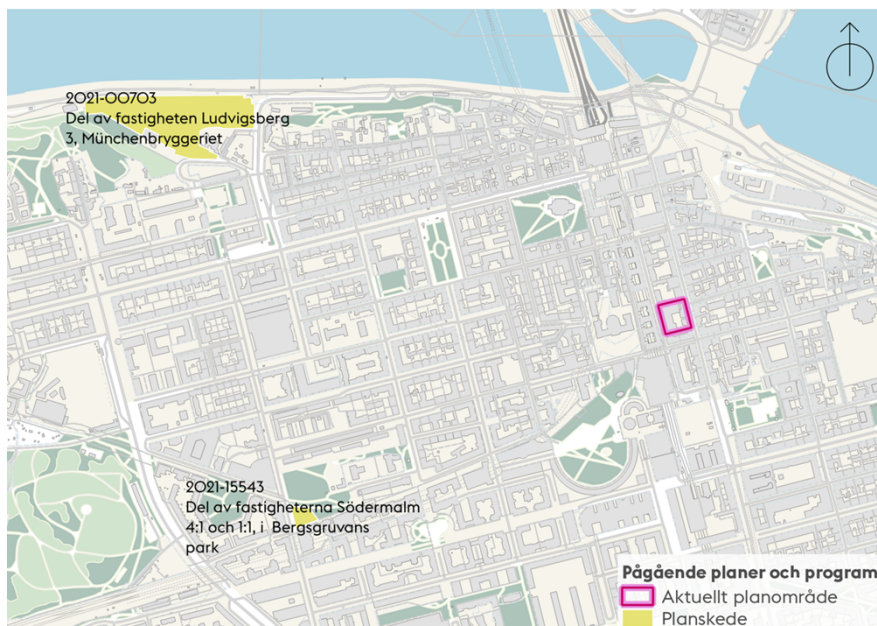 2021-00703
Del av fastigheten Ludvigsberg
3, Münchenbryggeriet
2021-15543
Del av fastigheterna Södermalm
4:1 och 1:1, i Bergsgruvans
park
Pågående planer och program
Aktuellt planområde
Planskede